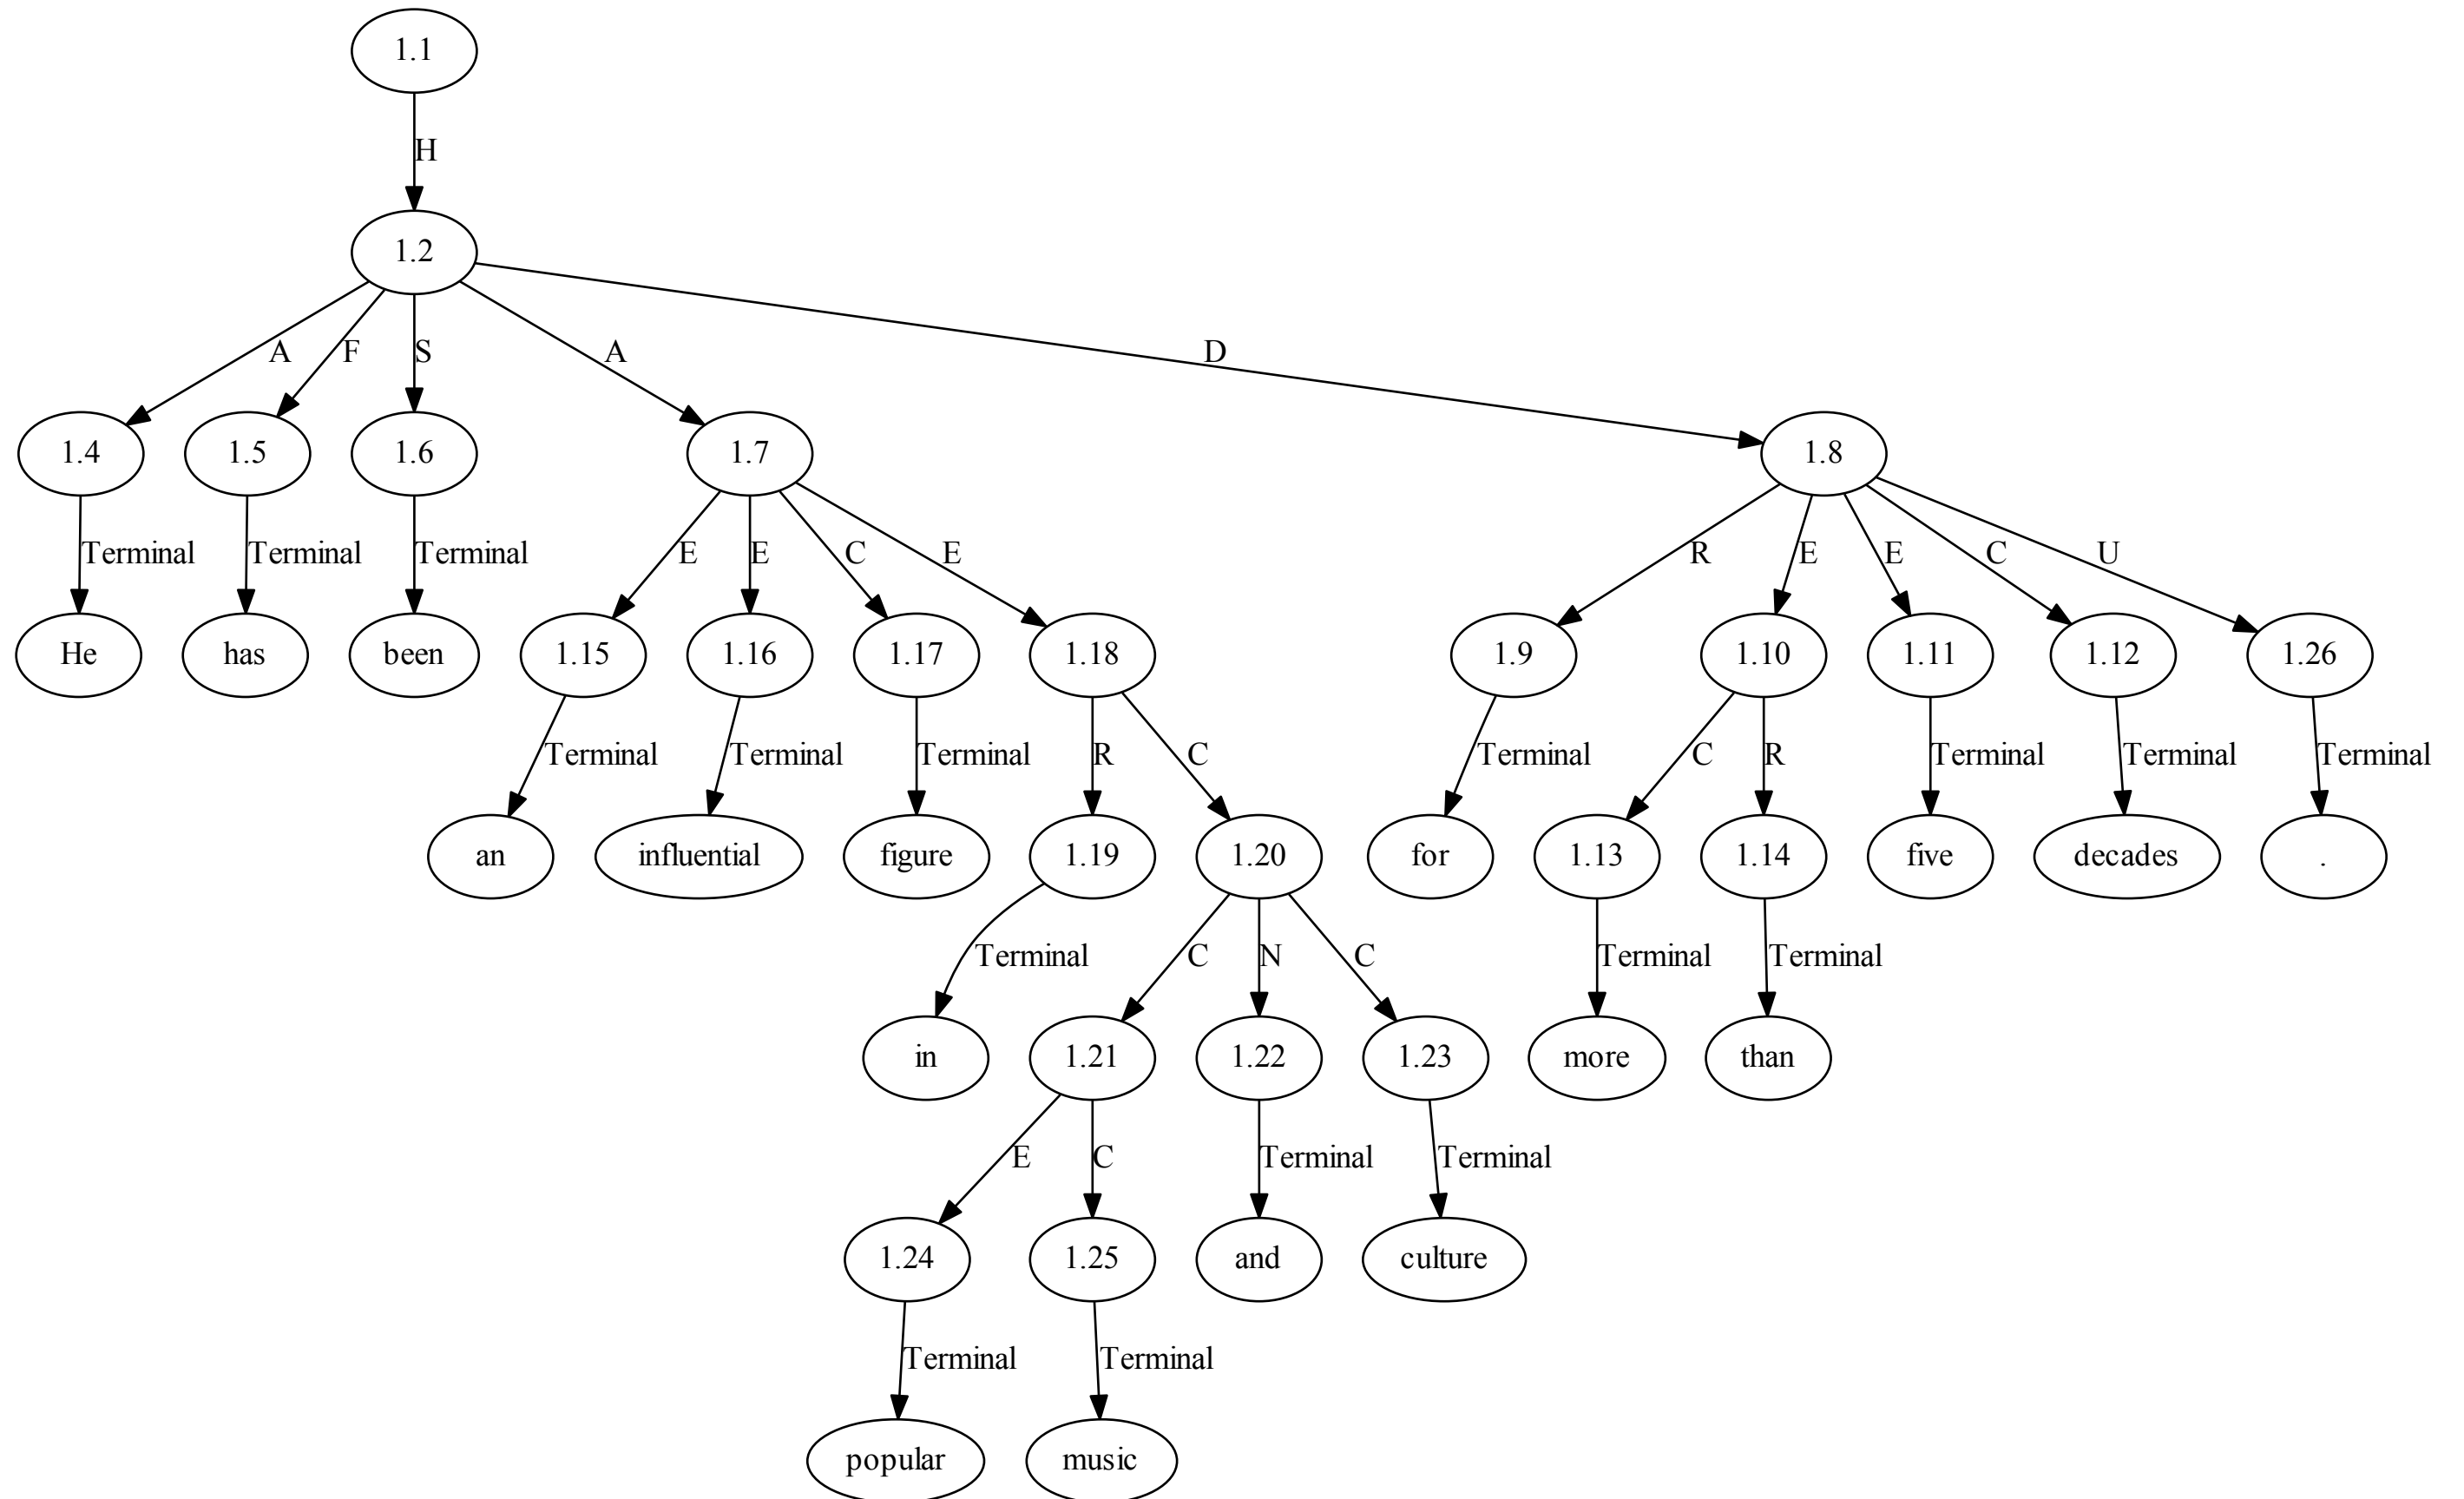 1.1
H
1.2
A F S A D
1.4 1.5 1.6 1.7 1.8
Terminal Terminal Terminal E E C E R E E C U
He has been 1.15 1.16 1.17 1.18 1.9 1.10 1.11 1.12 1.26
Terminal Terminal Terminal R C Terminal C R Terminal Terminal Terminal
an influential figure 1.19 1.20 for 1.13 1.14 five decades .
Terminal C N C Terminal Terminal
in 1.21 1.22 1.23 more than
E C Terminal Terminal
1.24 1.25 and culture
Terminal Terminal
popular music